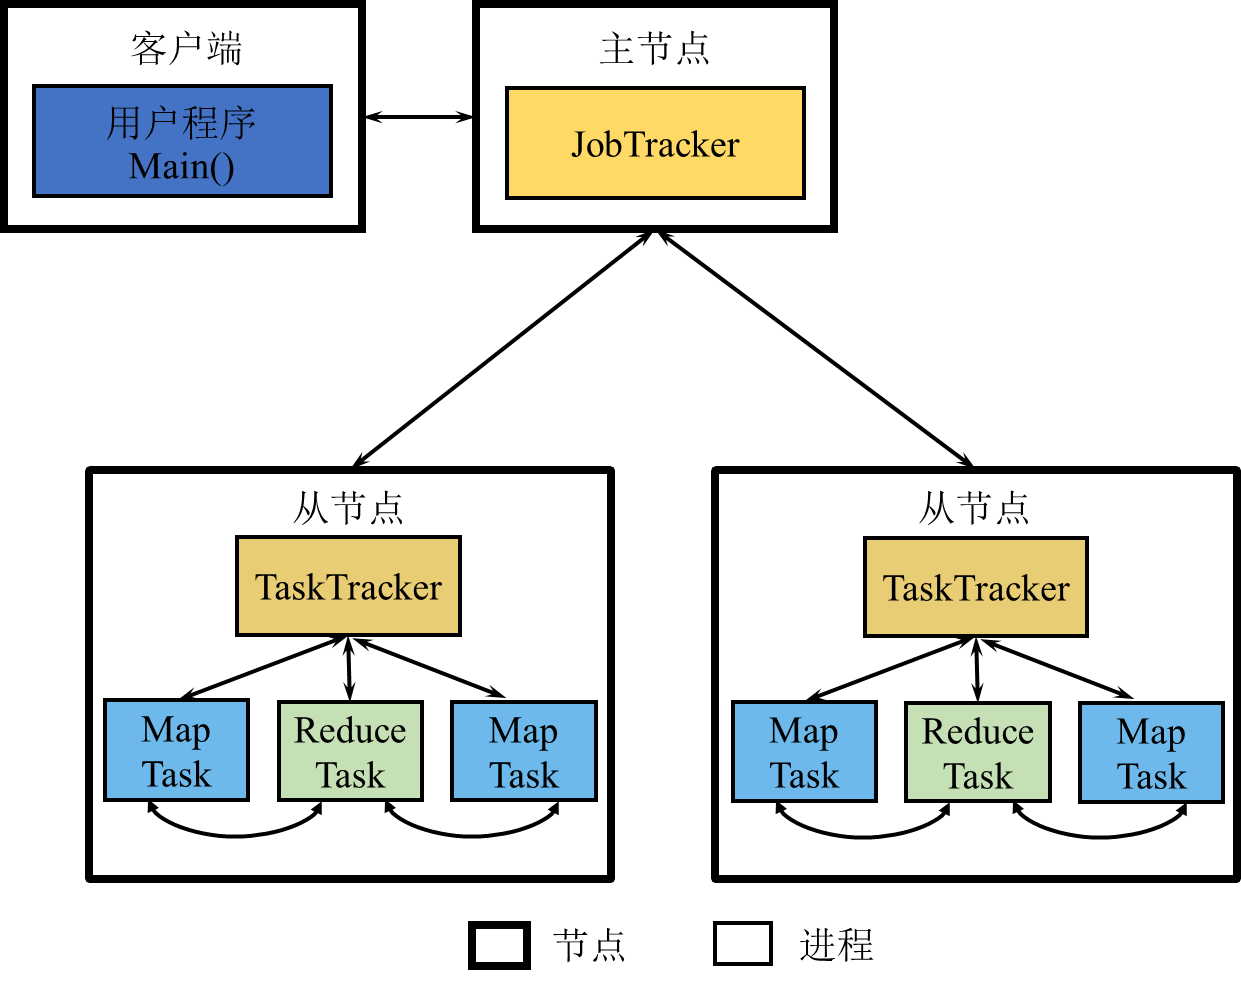 客户端
用户程序
Main()
主节点
JobTracker
从节点
TaskTracker
Map
Task
Reduce
Task
Map
Task
从节点
TaskTracker
Map
Task
Reduce
Task
Map
Task
节点
进程